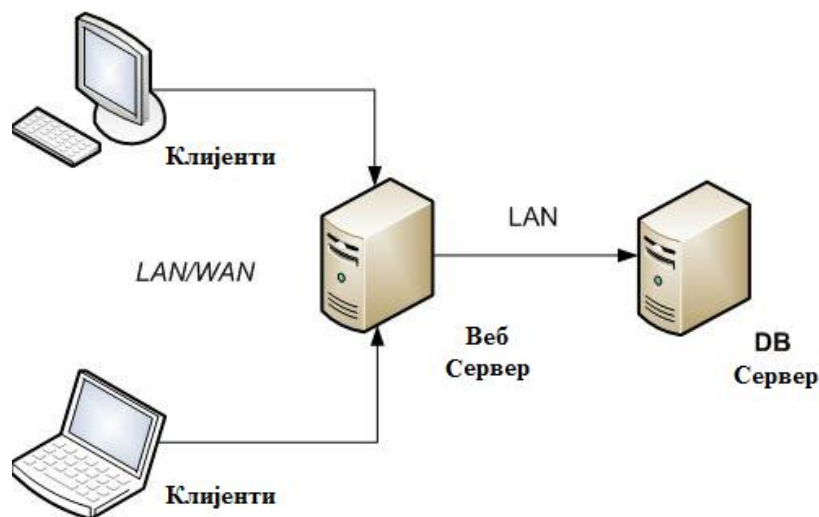 Клијенти
LAN
LAN/WAN
Веб
Сервер
DB
Сервер
Клијенти